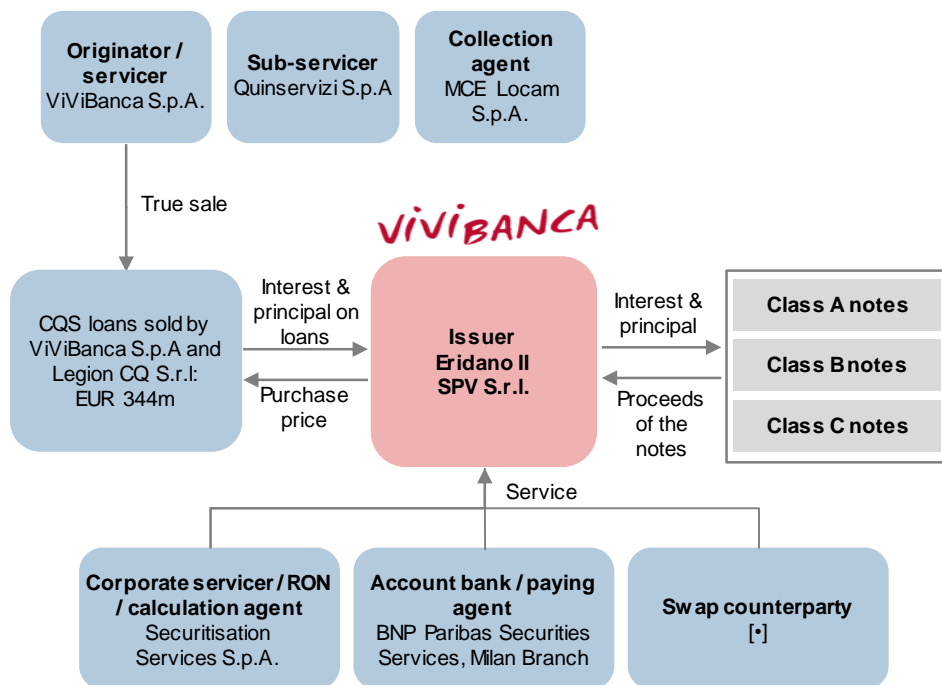 Originator /
servicer
ViViBanca S.p.A.
Sub-servicer
Quinservizi S.p.A
Collection
agent
MCE Locam
S.p.A.
True sale
ViViBANCA
CQS loans sold by
ViViBanca S.p.A and
Legion CQ S.r.l:
EUR 344m
Interest &
principal on
loans
Purchase
price
Issuer
Eridano II
SPV S.r.l.
Interest &
principal
Proceeds
of the
notes
Class A notes
Class B notes
Class C notes
Service
Corporate servicer / RON
/ calculation agent
Securitisation
Services S.p.A.
Account bank / paying
agent
BNP Paribas Securities
Services, Milan Branch
Swap counterparty
[•]